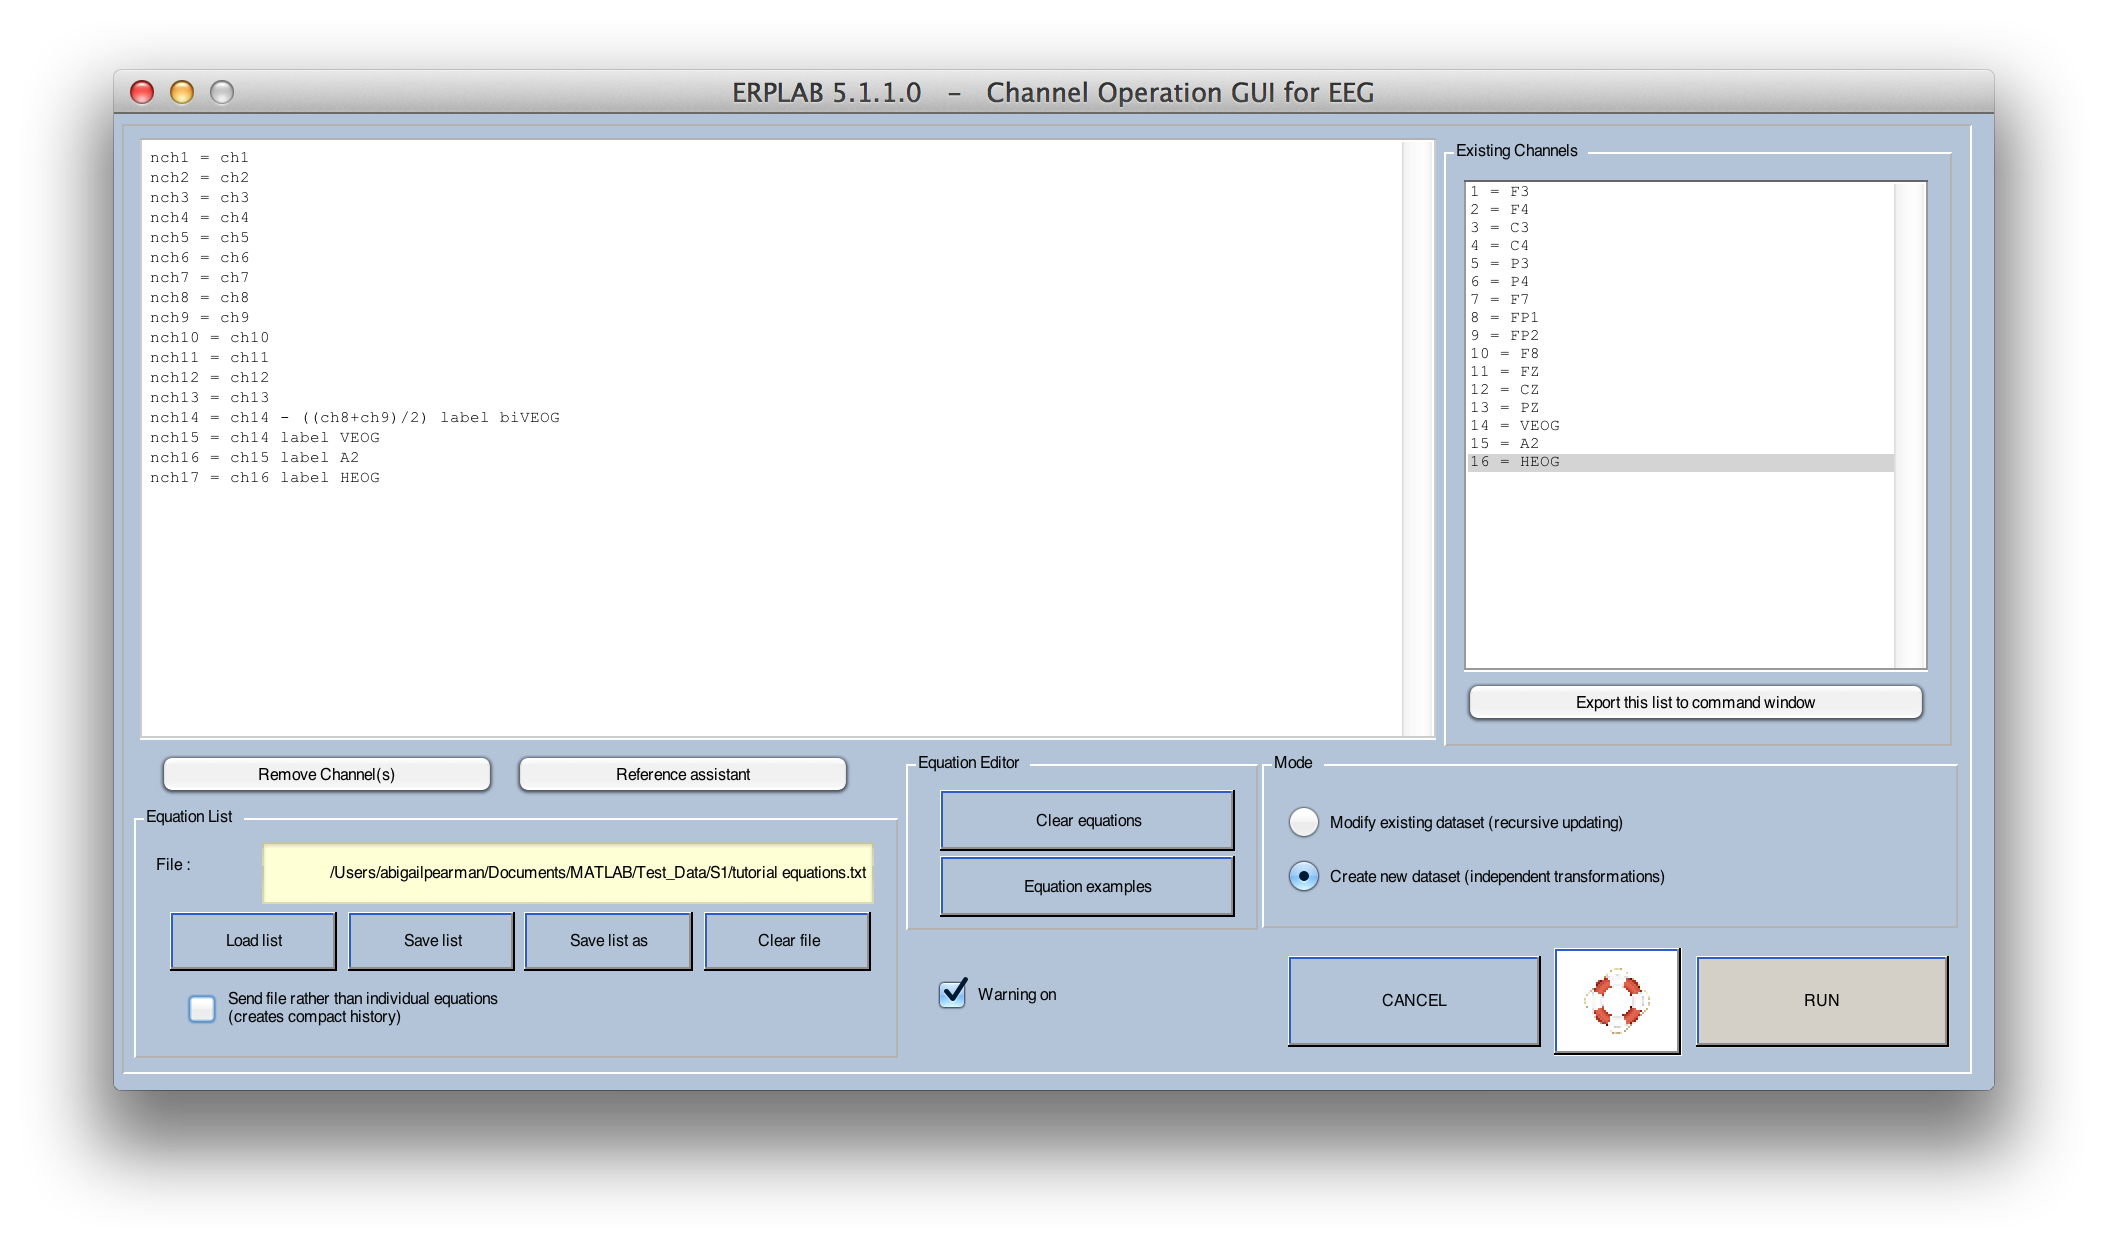 ERPLAB 5.1.1.0 - Channel Operation GUI for EEG
nch1 = ch1
nch2 = ch2
nch3 = ch3
nch4 = ch4
nch5 = ch5
nch6 = ch6
nch7 = ch7
nch8 = ch8
nch9 = ch9
nch10 = ch10
nch11 = ch11
nch12 = ch12
nch13 = ch13
nch14 = ch14 - ((ch8+ch9)/2) label biVEOG
nch15 = ch14 label VEOG
nch16 = ch15 label A2
nch17 = ch16 label HEOG
Existing Channels
1 = F3
2 = F4
3 = C3
4 = C4
5 = P3
6 = P4
7 = F7
8 = FP1
9 = FP2
10 = F8
11 = FZ
12 = CZ
13 = PZ
14 = VEOG
15 = A2
16 = HEOG
Export this list to command window
Remove Channel(s)
Reference assistant
Equation List
File :
/Users/abigailpearman/Documents/MATLAB/Test_Data/S1/tutorial equations.txt
Load list
Save list
Save list as
Clear file
Send file rather than individual equations
(creates compact history)
Equation Editor
Clear equations
Equation examples
Warning on
Mode
Modify existing dataset (recursive updating)
Create new dataset (independent transformations)
CANCEL
RUN